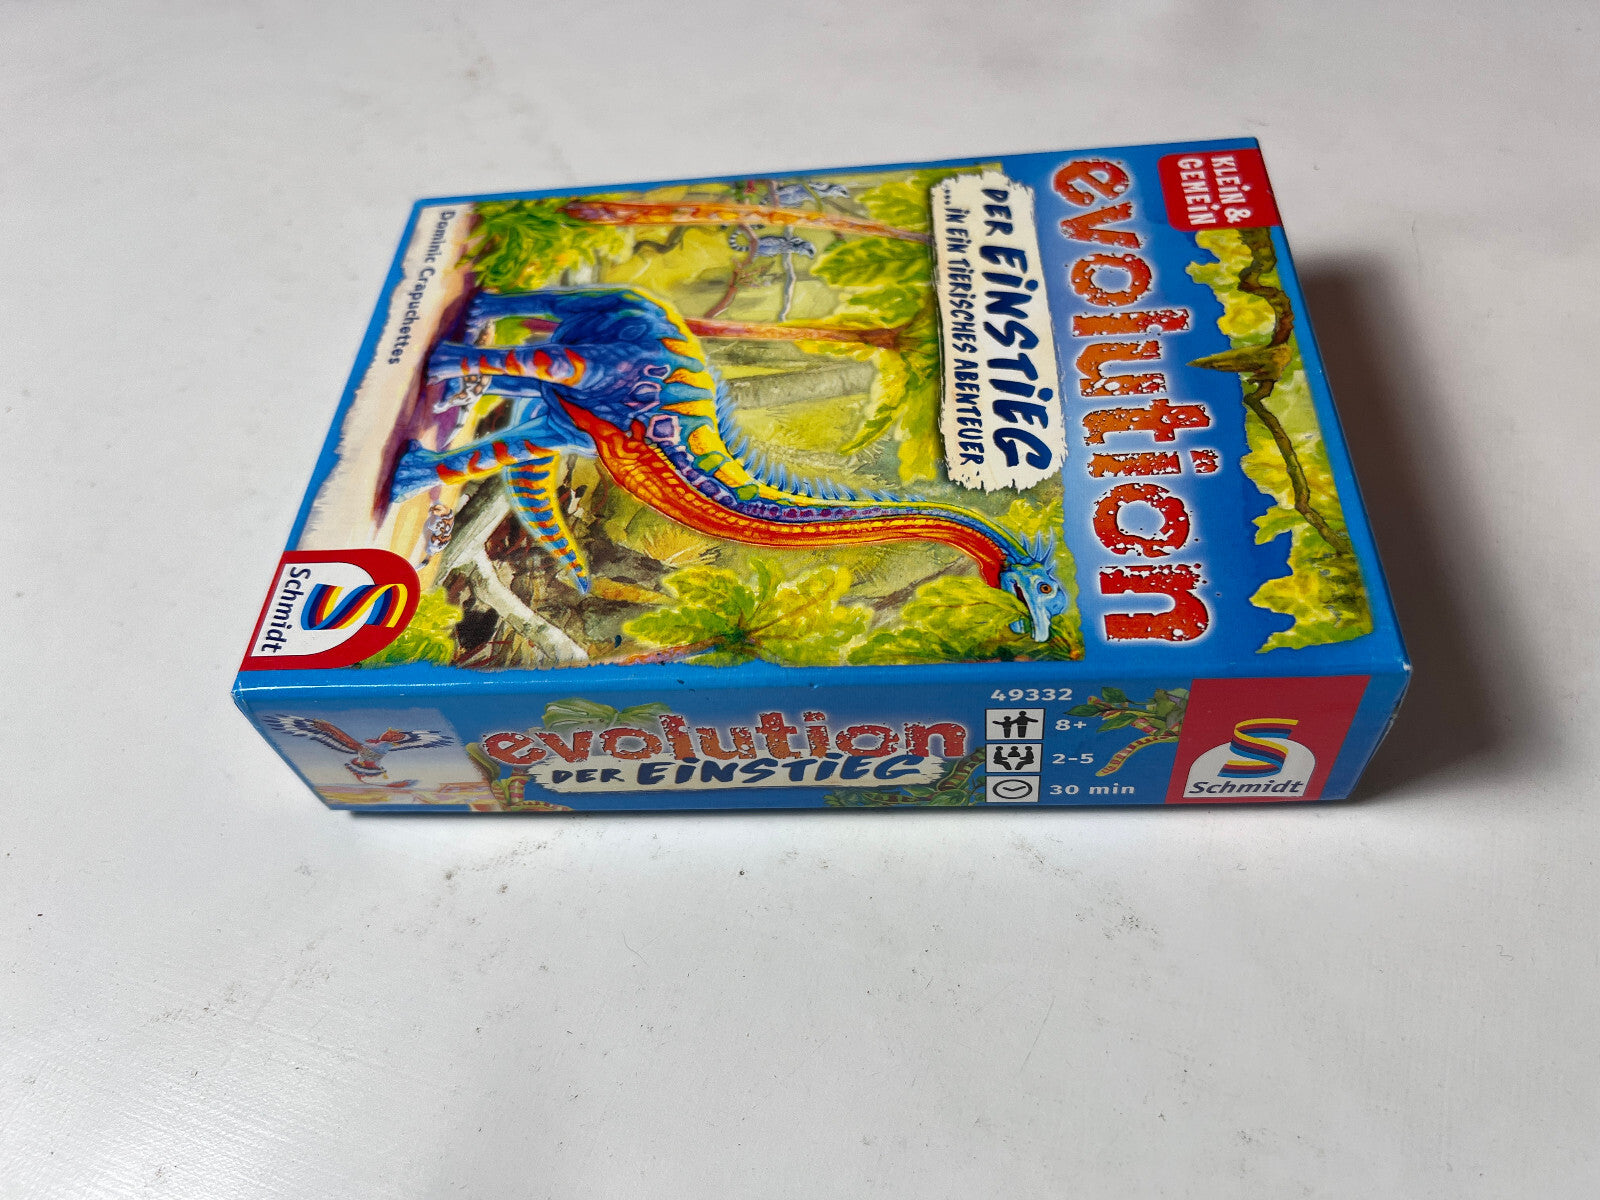 KLEIN &
GEMEIN
evolution
DER EINSTIEG
...IN EIN TIERISCHES ABENTEUER
Dominic Crapuchettes
Schmidt
evolution
DER EINSTIEG
49332
8+
2-5
30 min
Schmidt